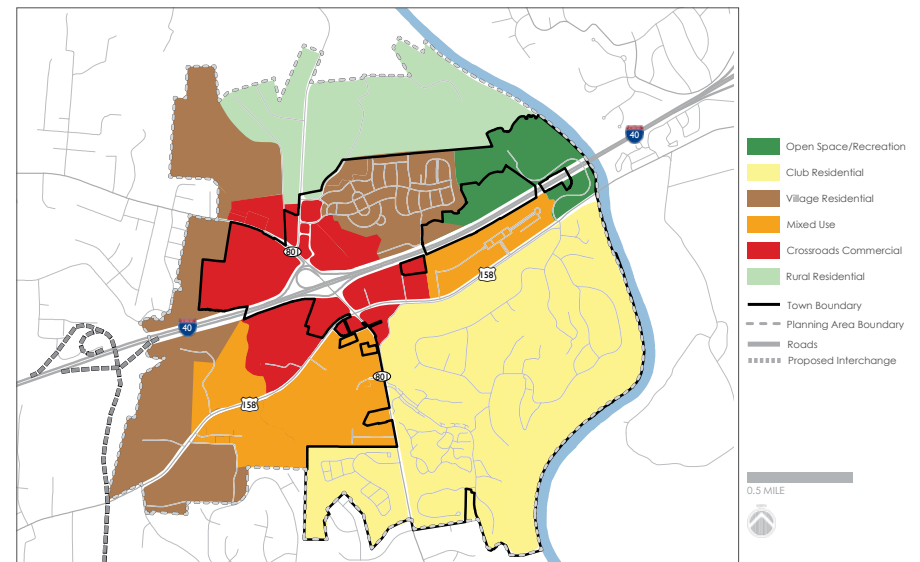 40
Open Space/Recreation
Club Residential
Village Residential
Mixed Use
801
Crossroads Commercial
158
Rural Residential
Town Boundary
Planning Area Boundary
40
Roads
Proposed Interchange
801
158
0.5 MILE